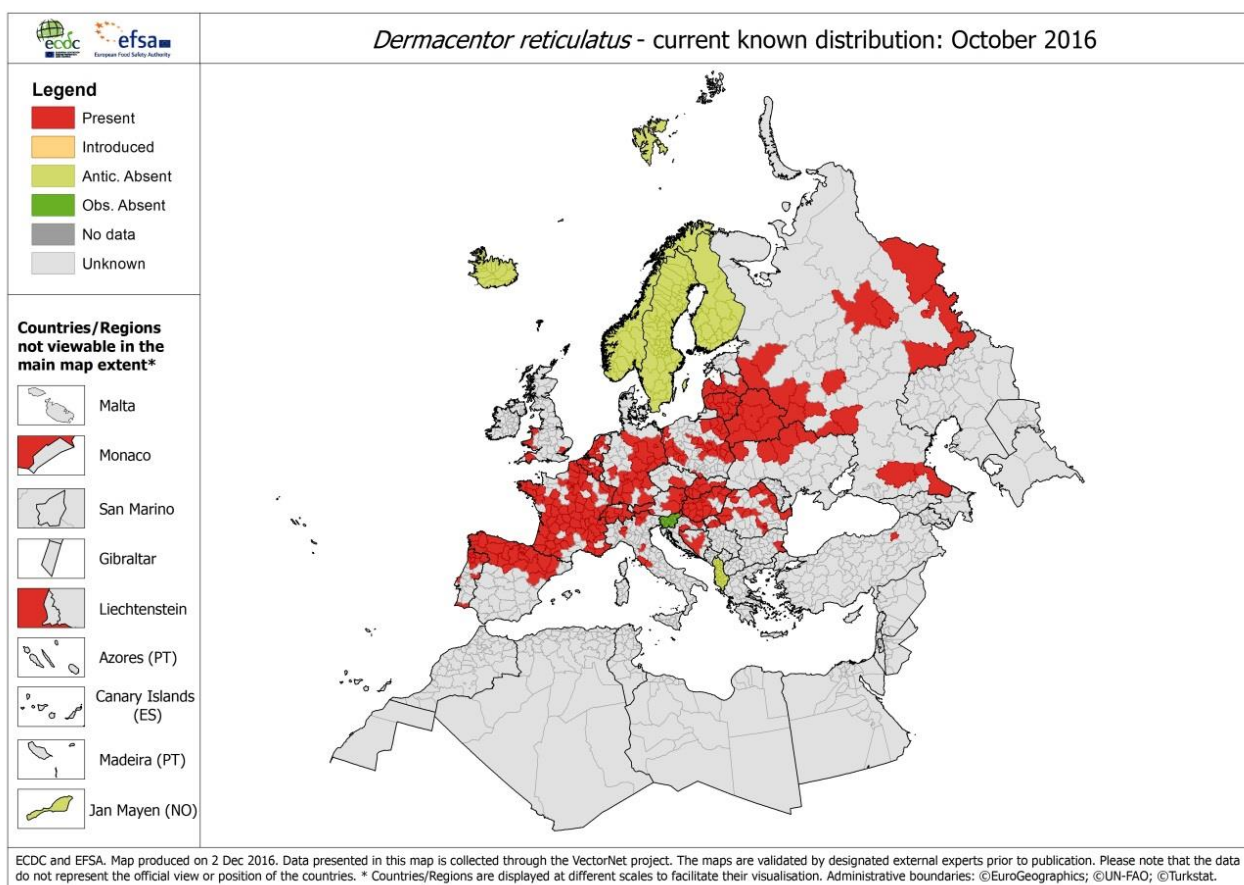 ecdc
efsa
European Food Safety Authority
Dermacentor reticulatus - current known distribution: October 2016
Legend
Present
Introduced
Antic. Absent
Obs. Absent
No data
Unknown
Countries/Regions
not viewable in the
main map extent*
Malta
Monaco
San Marino
Gibraltar
Liechtenstein
Azores (PT)
Canary Islands
(ES)
Madeira (PT)
Jan Mayen (NO)
ECDC and EFSA. Map produced on 2 Dec 2016. Data presented in this map is collected through the VectorNet project. The maps are validated by designated external experts prior to publication. Please note that the data
do not represent the official view or position of the countries. * Countries/Regions are displayed at different scales to facilitate their visualisation. Administrative boundaries: ©EuroGeographics; ©UN-FAO; ©Turkstat.